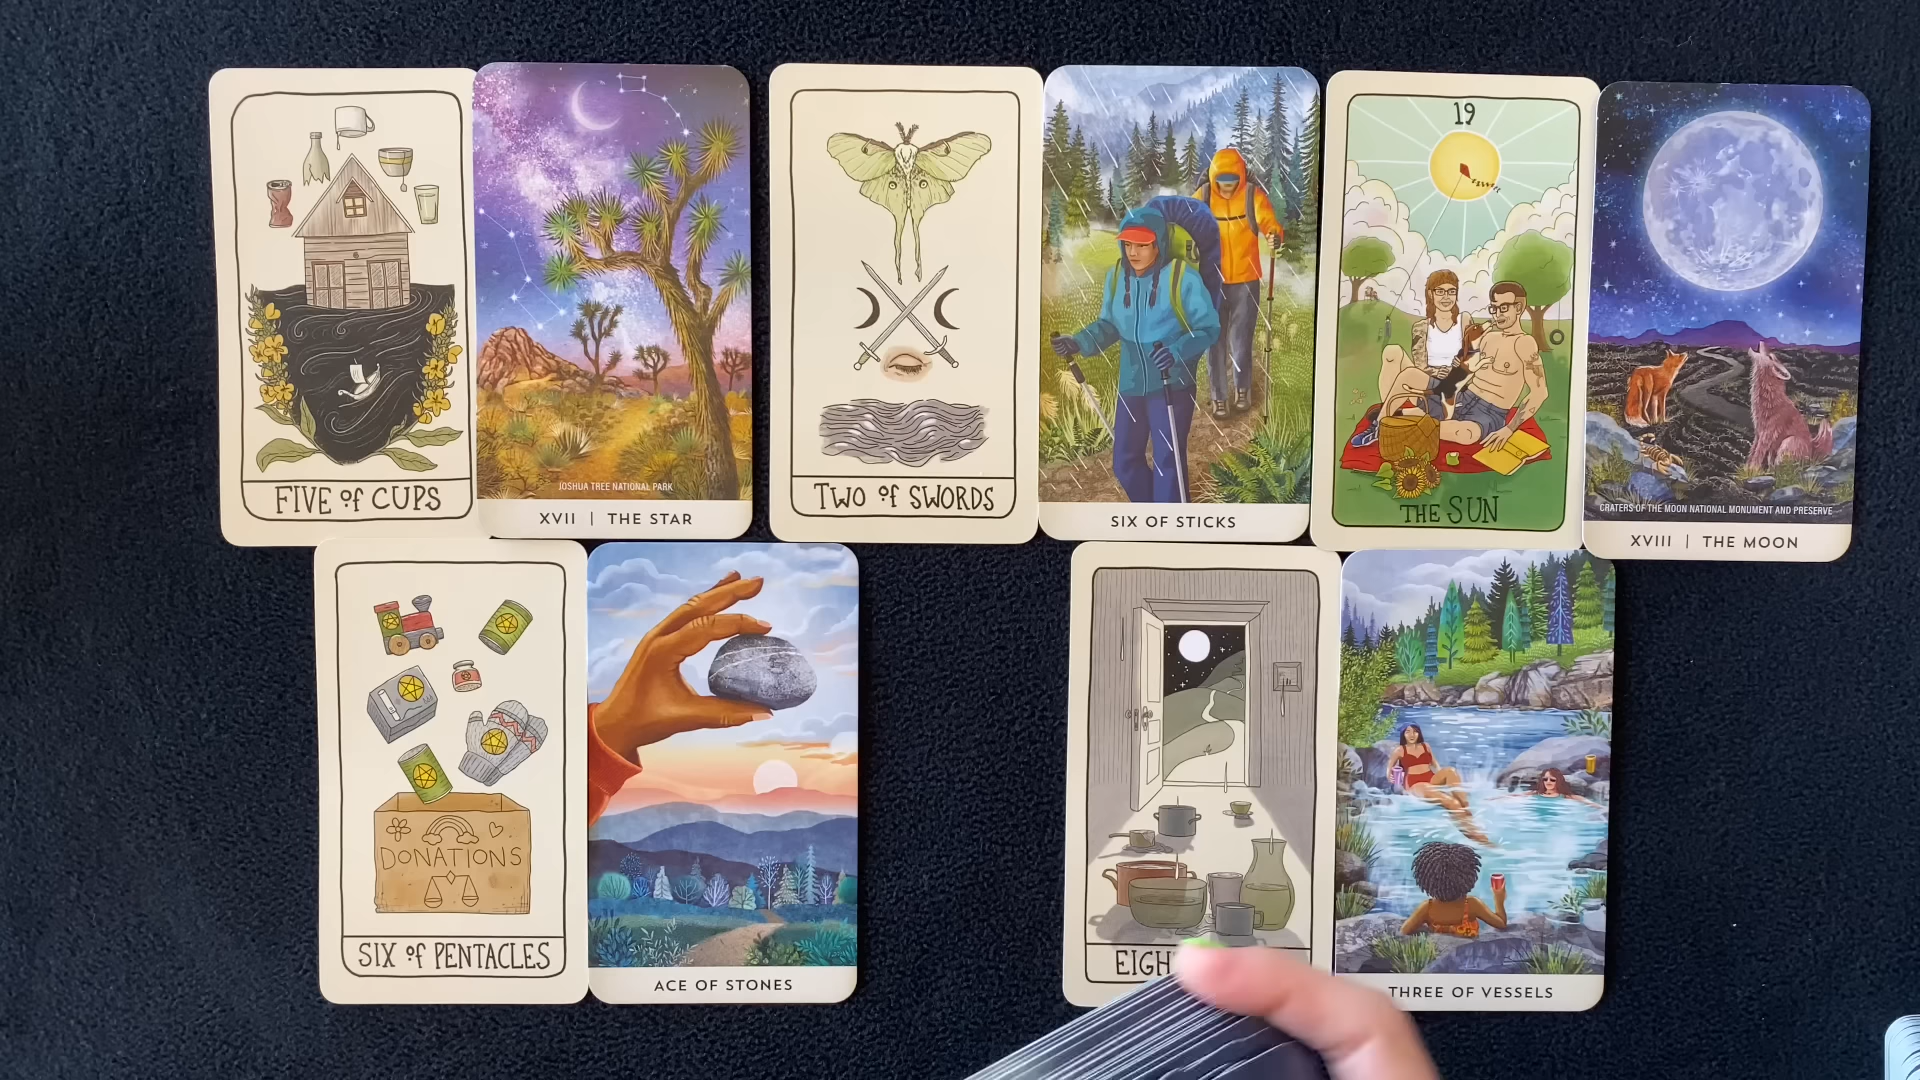 FIVE of CUPS
JOSHUA TREE NATIONAL PARK
XVII | THE STAR
TWO of SWORDS
SIX OF STICKS
19
THE SUN
CRATERS OF THE MOON NATIONAL MONUMENT AND PRESERVE
XVIII | THE MOON
DONATIONS
SIX of PENTACLES
ACE OF STONES
THREE OF VESSELS